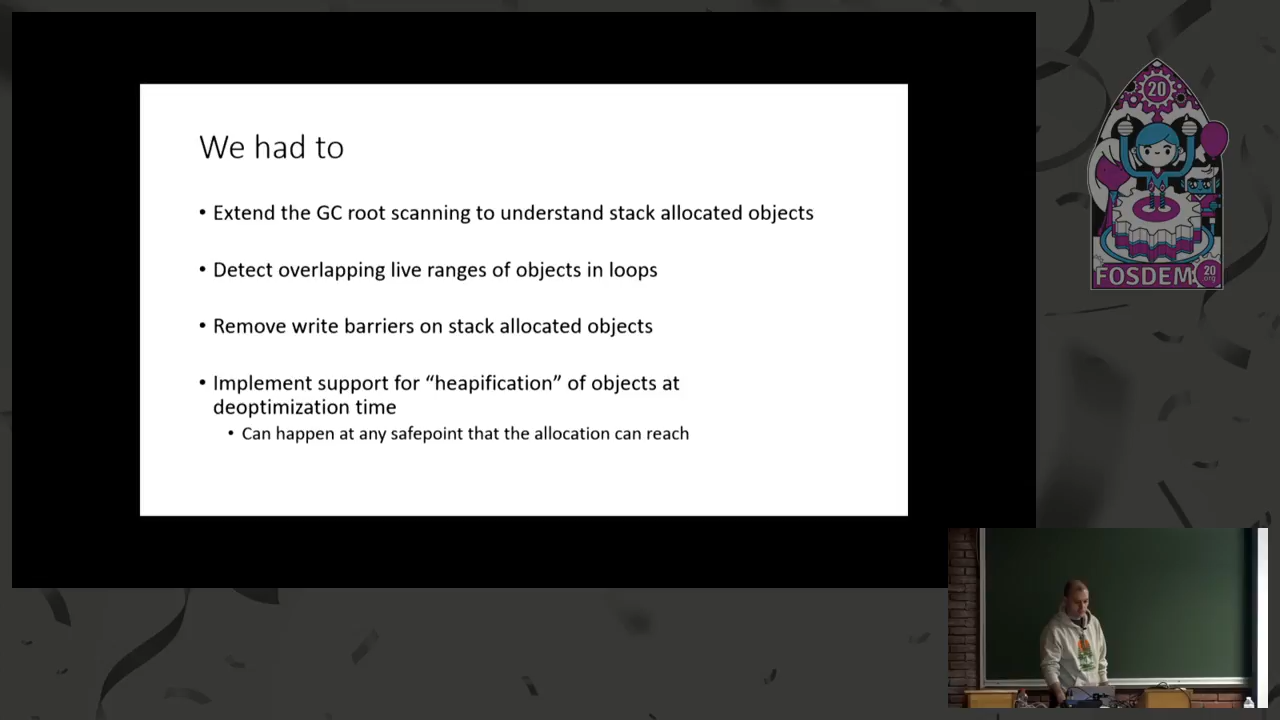 We had to
• Extend the GC root scanning to understand stack allocated objects
• Detect overlapping live ranges of objects in loops
• Remove write barriers on stack allocated objects
• Implement support for “heapification” of objects at
deoptimization time
• Can happen at any safepoint that the allocation can reach
20
FOSDEM
20
org